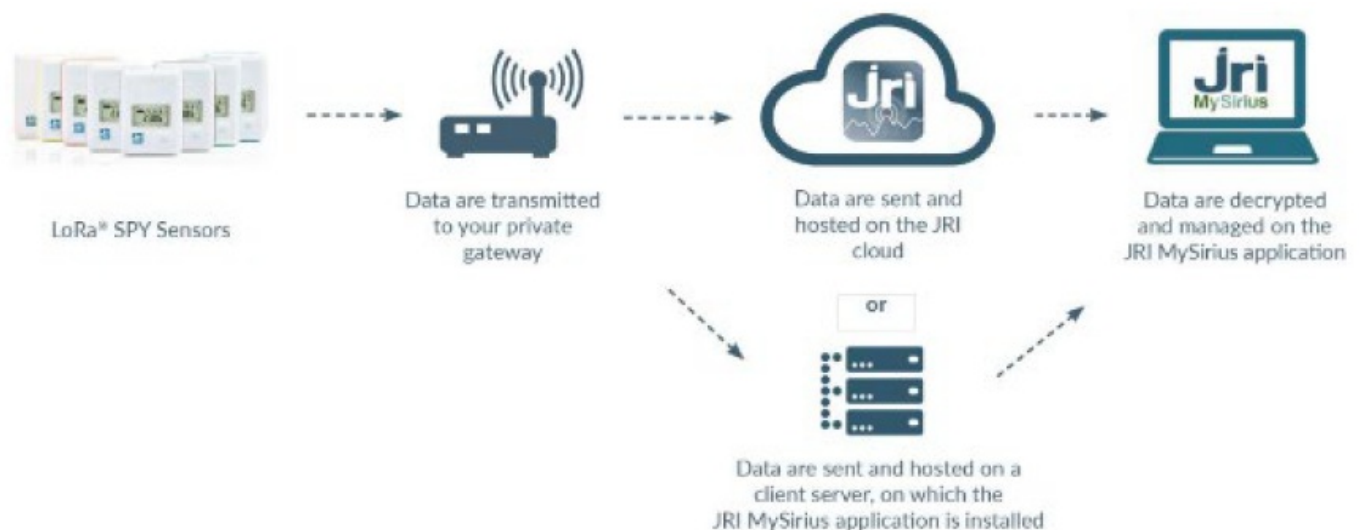 LoRa® SPY Sensors
Data are transmitted
to your private
gateway
Jri
Data are sent and
hosted on the JRI
cloud
or
Data are sent and hosted on a
client server, on which the
JRI MySirius application is installed
Jri
MySirius
Data are decrypted
and managed on the
JRI MySirius application